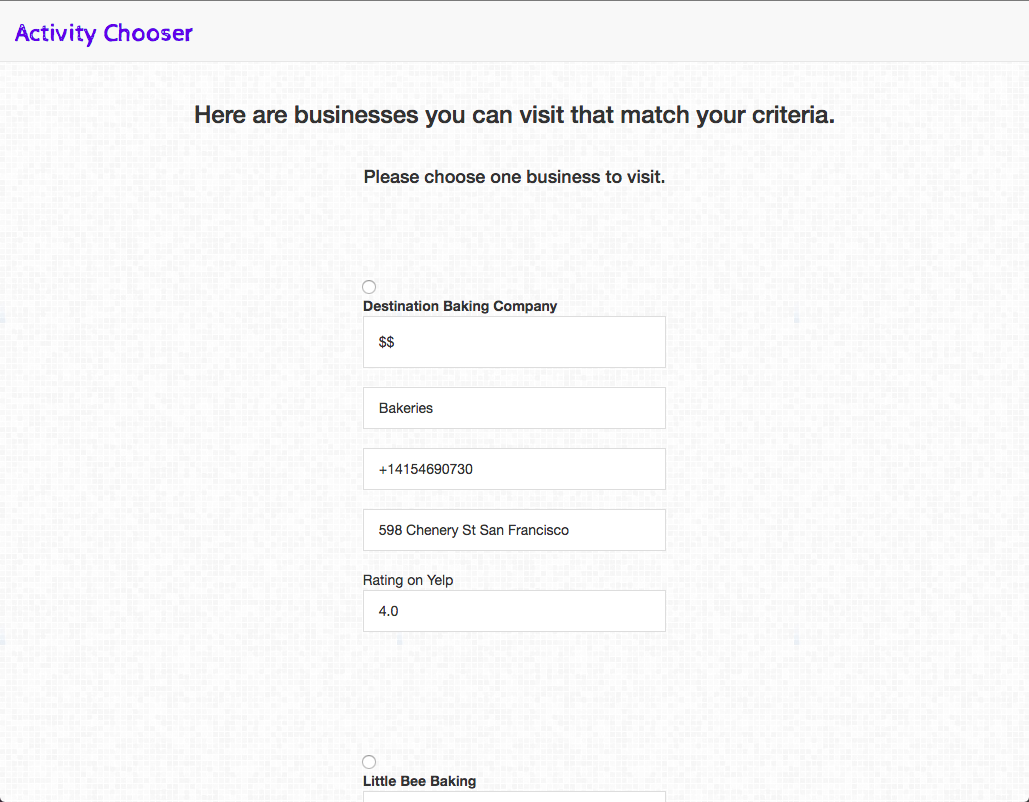 Activity Chooser
Here are businesses you can visit that match your criteria.
Please choose one business to visit.
Destination Baking Company
$$
Bakeries
+14154690730
598 Chenery St San Francisco
Rating on Yelp
4.0
Little Bee Baking